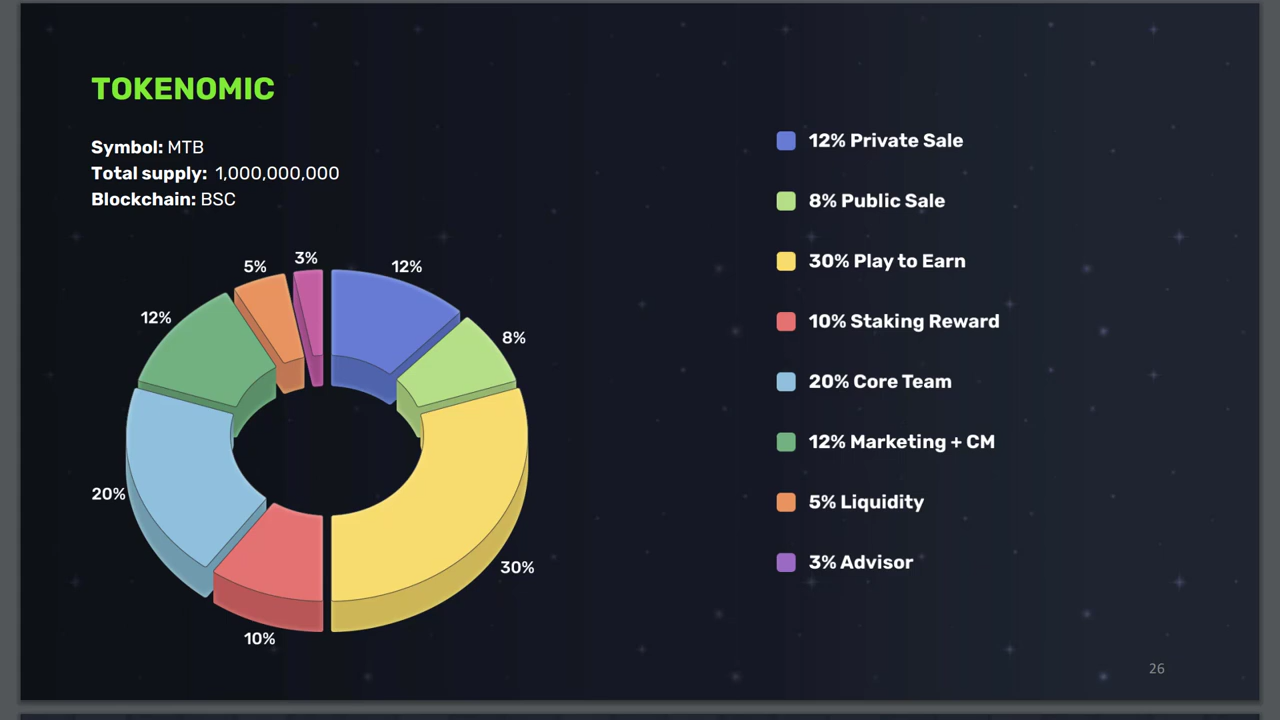 TOKENOMIC
Symbol: MTB
Total supply: 1,000,000,000
Blockchain: BSC
5%
3%
12%
12%
8%
20%
30%
10%
12% Private Sale
8% Public Sale
30% Play to Earn
10% Staking Reward
20% Core Team
12% Marketing + CM
5% Liquidity
3% Advisor
26